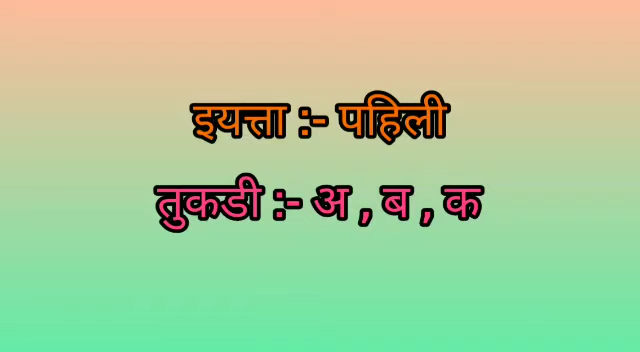 इयत्ता :- पहिली
तुकडी :- अ , ब , क